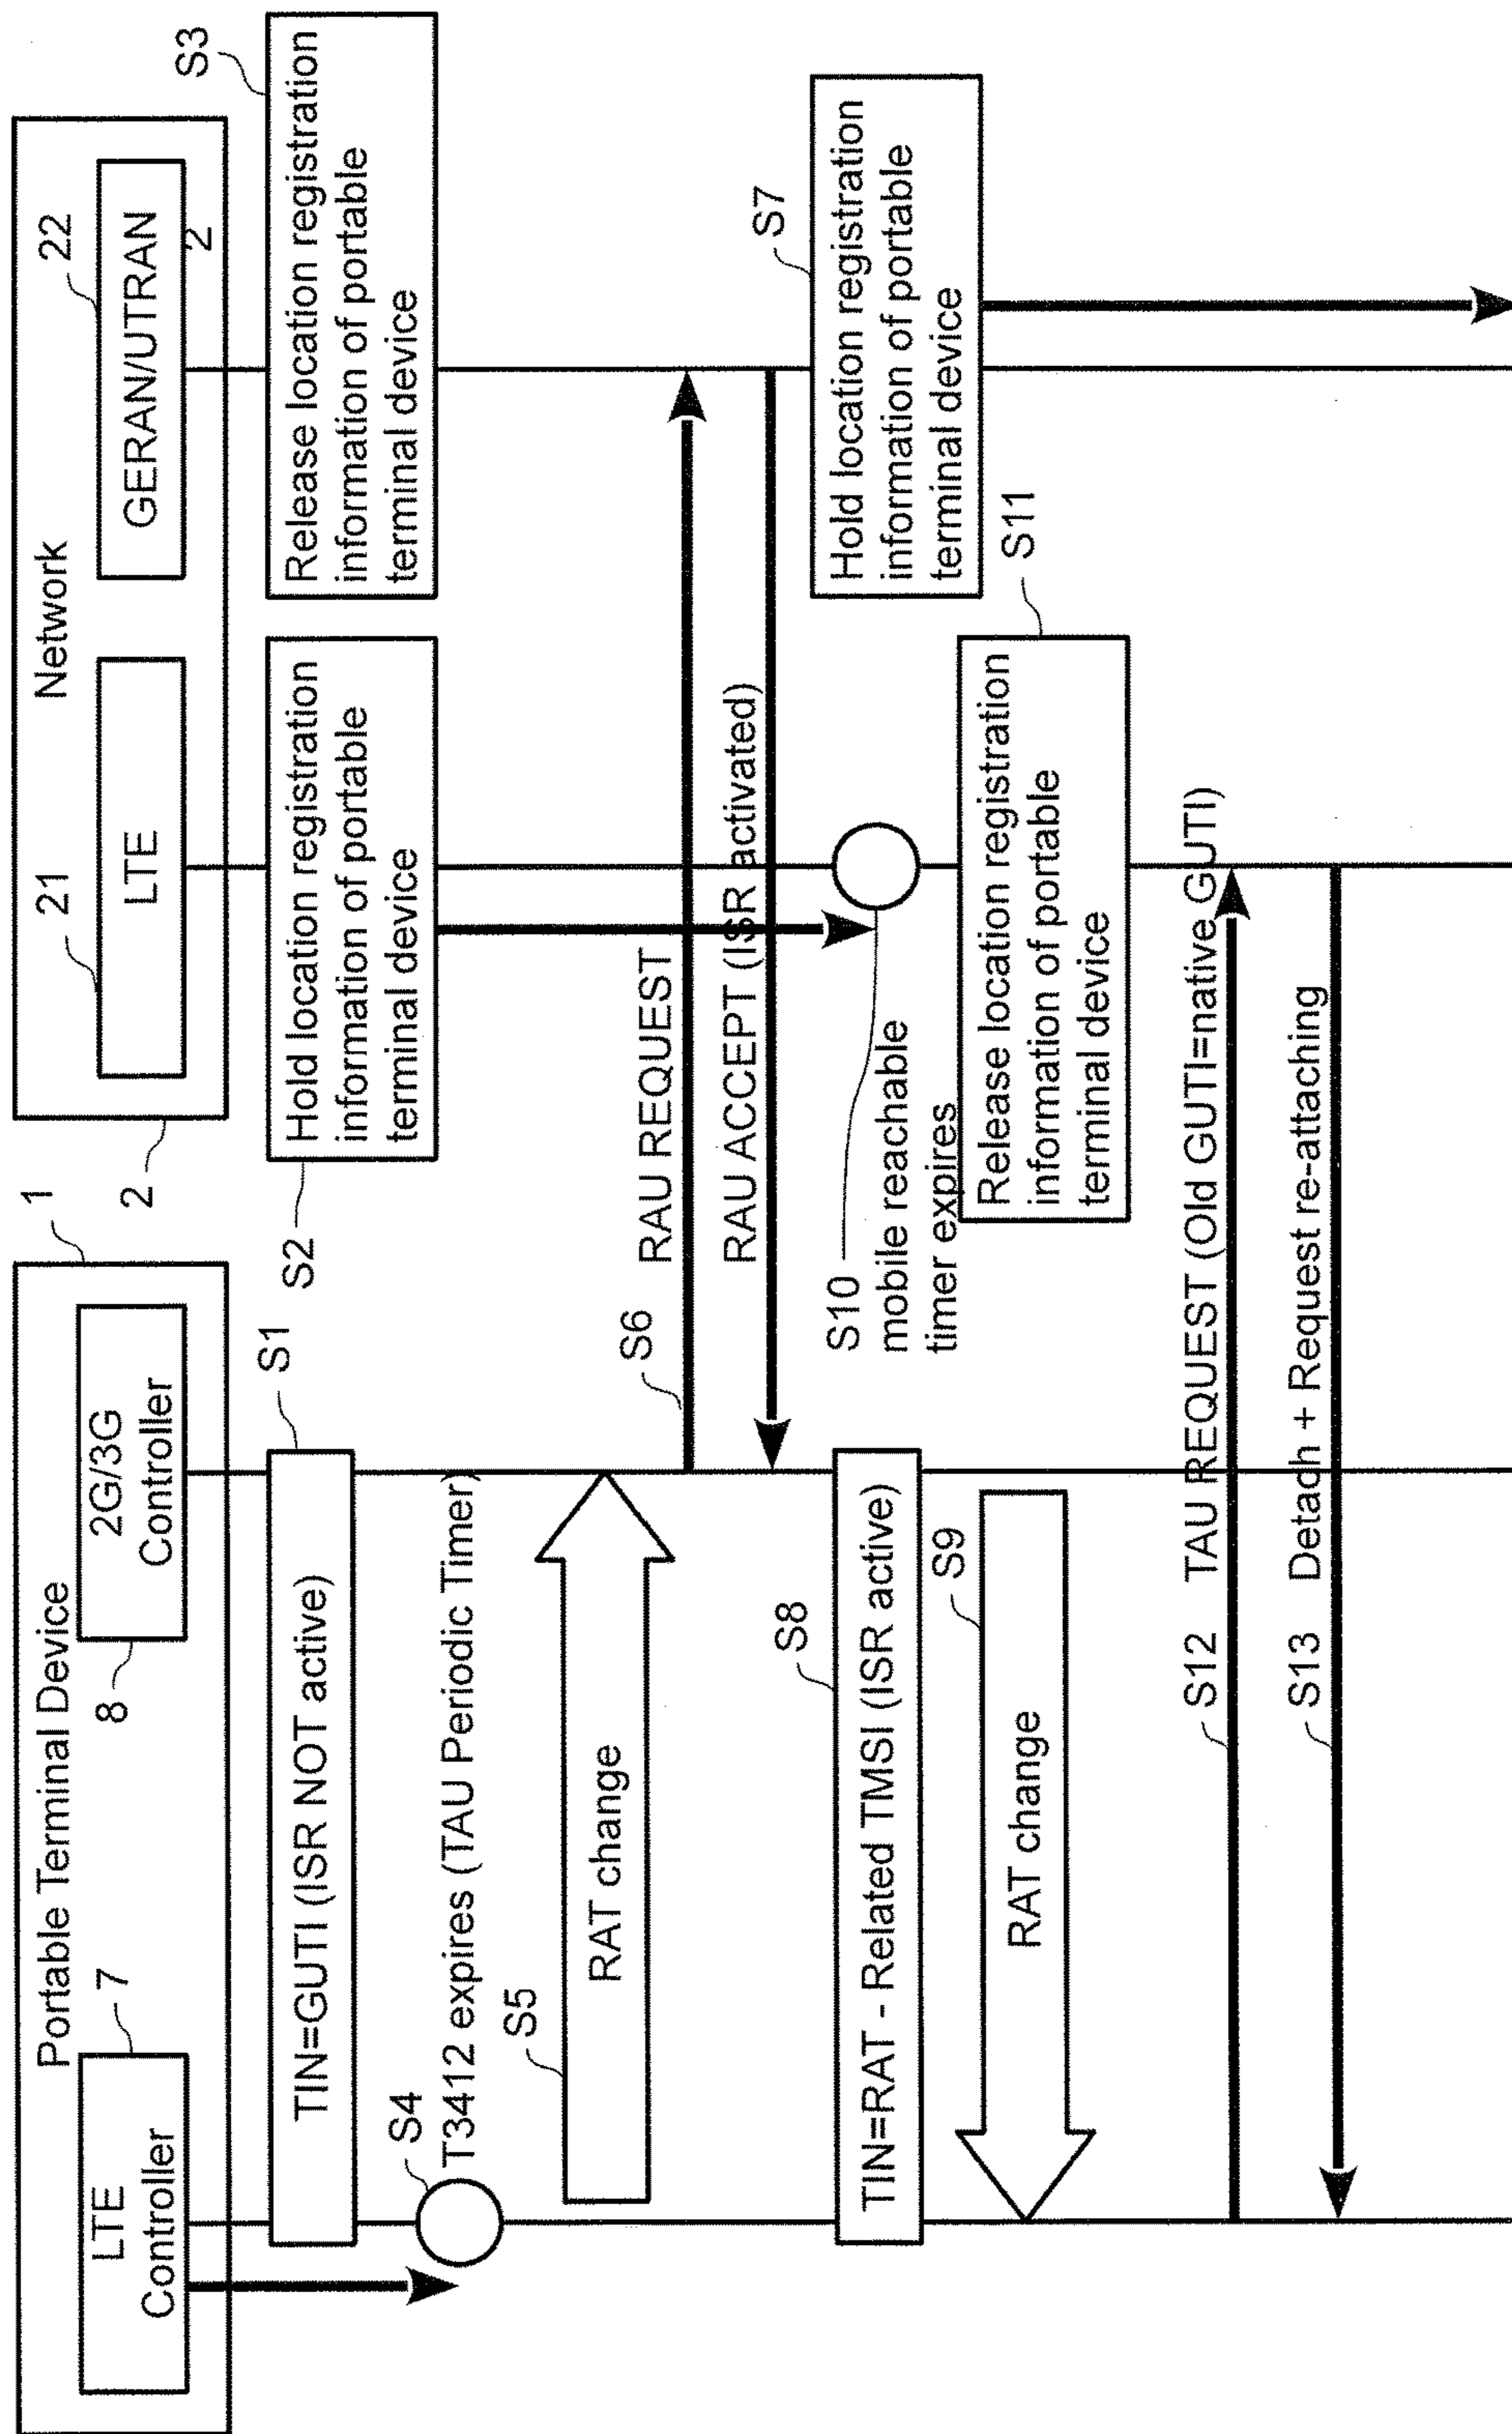 Portable Terminal Device
1
LTE
Controller
7
2G/3G
Controller
8
Network
2
LTE
21
GERAN/UTRAN
22
2
TIN=GUTI (ISR NOT active)
S1
Hold location registration
information of portable
terminal device
S2
Release location registration
information of portable
terminal device
S3
S4
T3412 expires (TAU Periodic Timer)
S5
RAT change
S6
RAU REQUEST
RAU ACCEPT (ISR activated)
Hold location registration
information of portable
terminal device
S7
TIN=RAT - Related TMSI (ISR active)
S8
RAT change
S9
S10
mobile reachable
timer expires
Release location registration
information of portable
terminal device
S11
S12 TAU REQUEST (Old GUTI=native GUTI)
S13 Detach + Request re-attaching